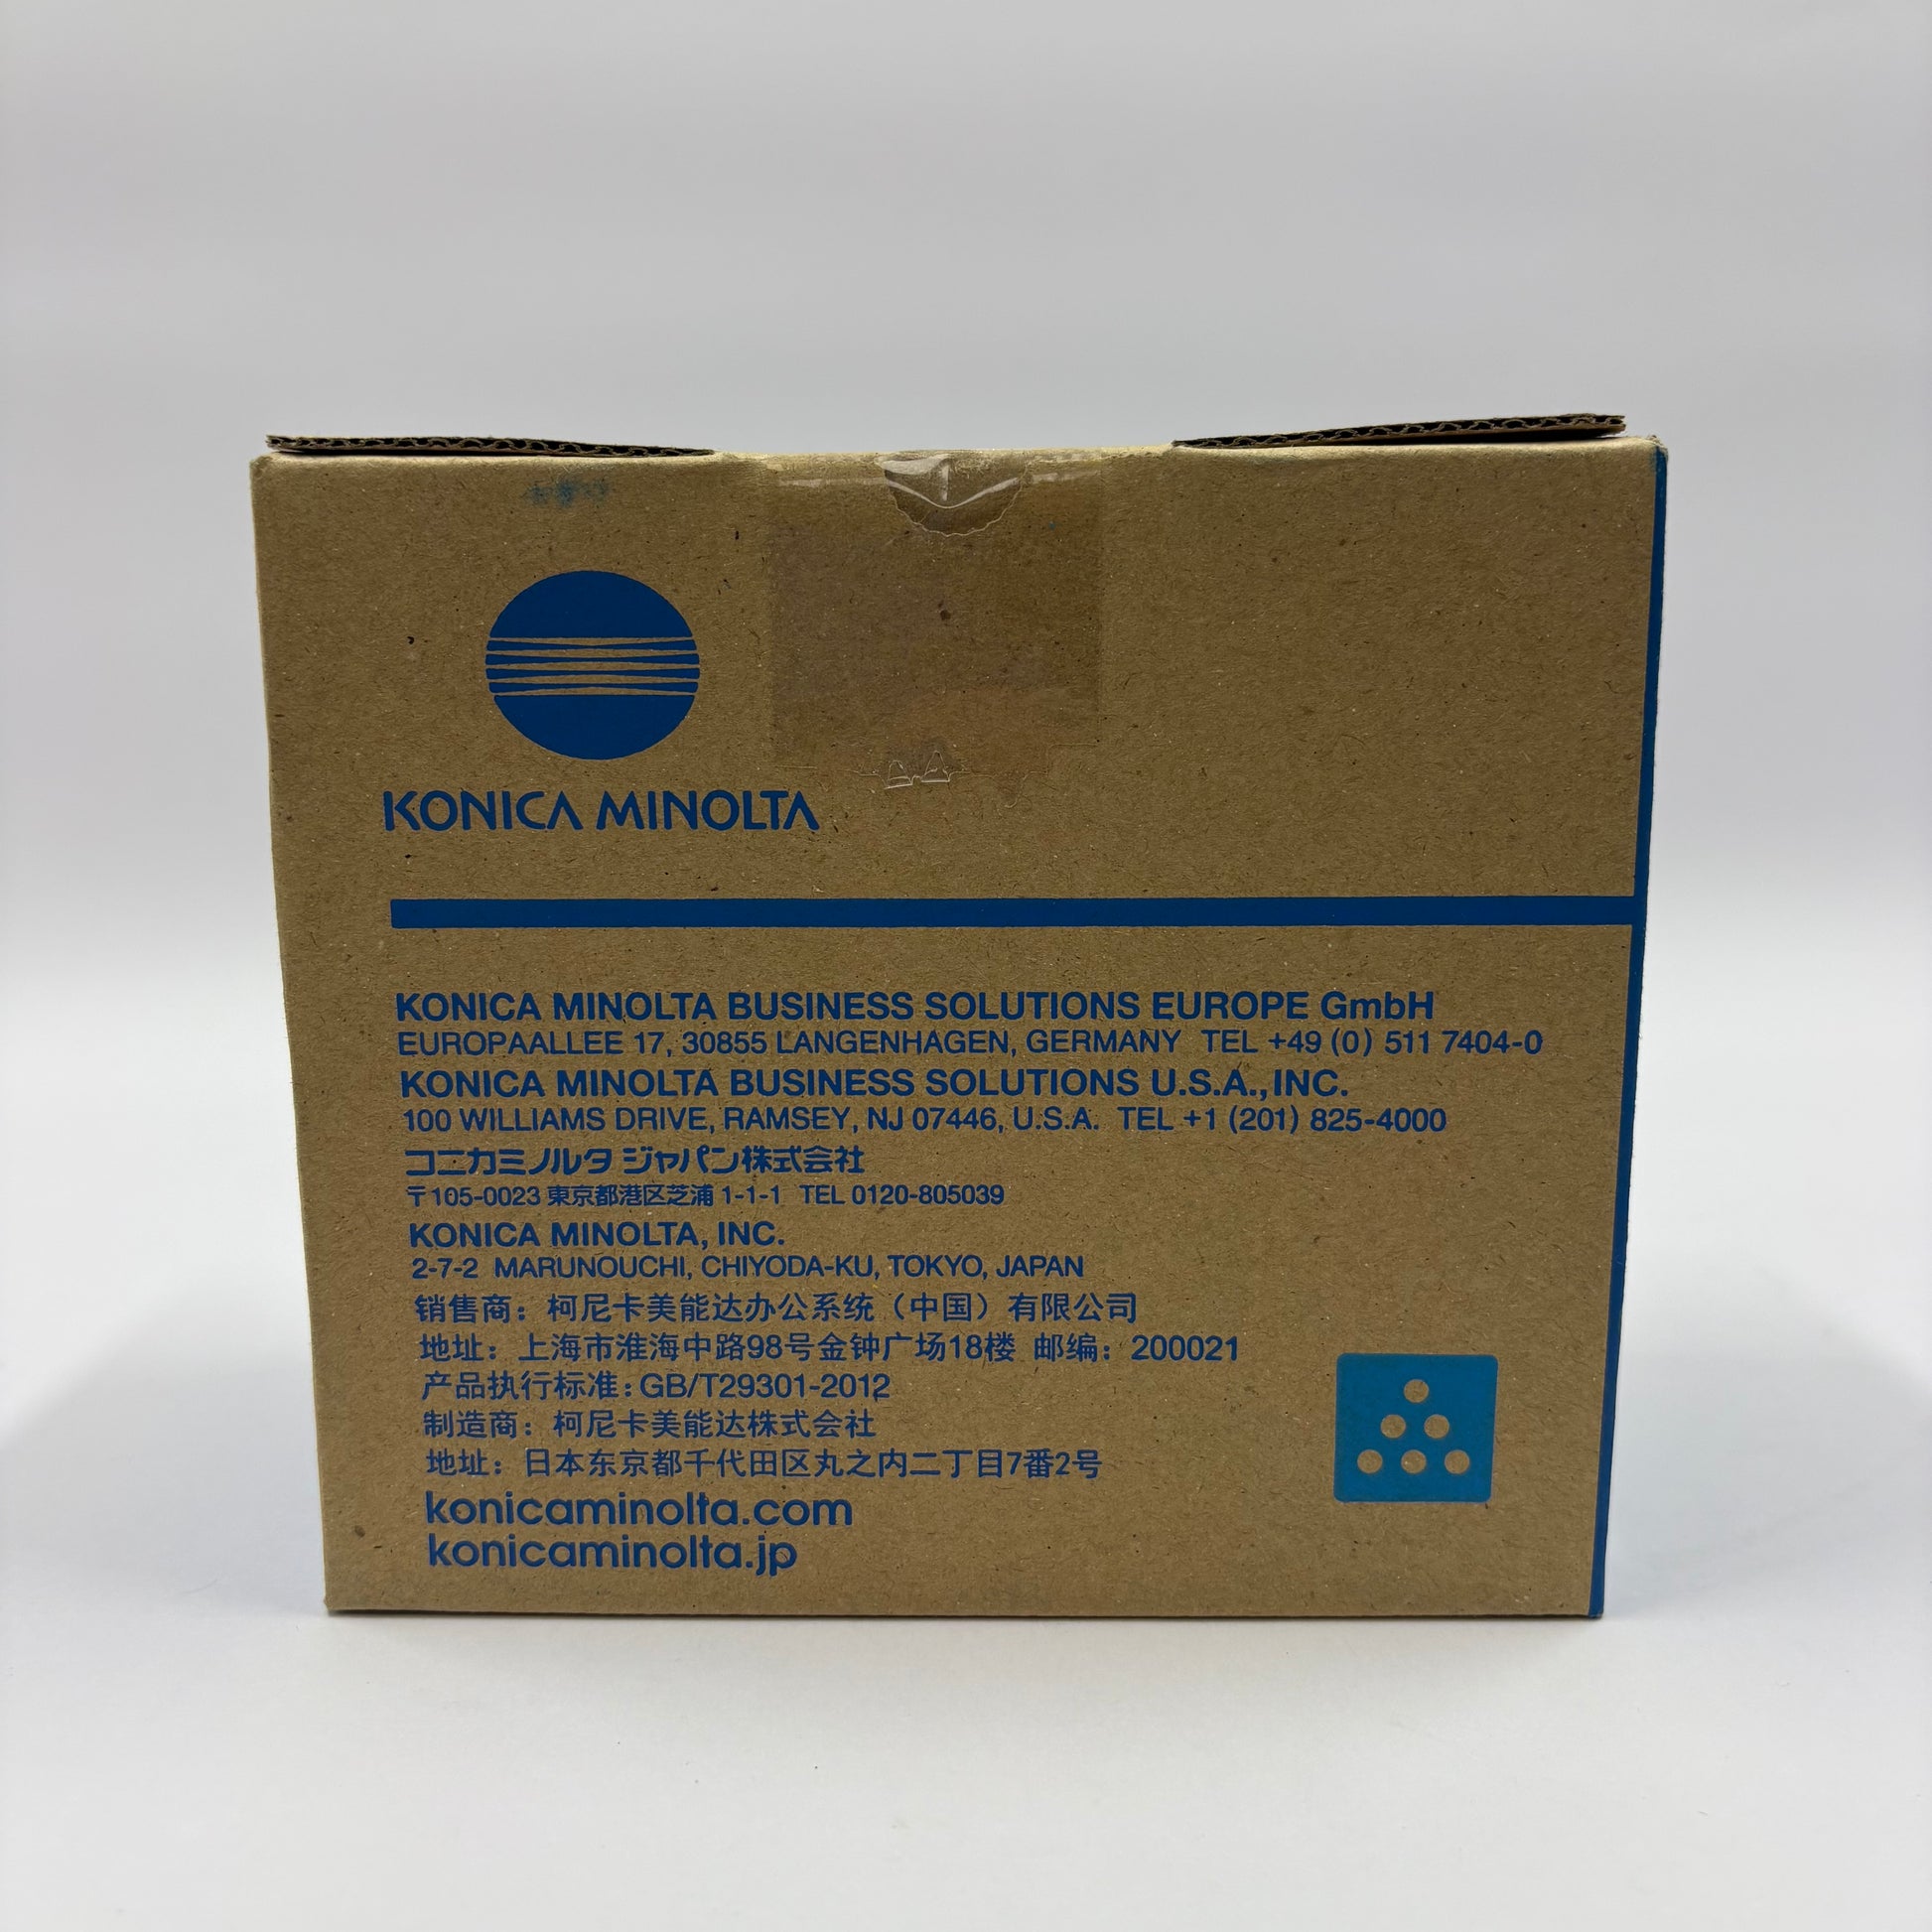 KONICA MINOLTA
KONICA MINOLTA BUSINESS SOLUTIONS EUROPE GmbH
EUROPAALLEE 17, 30855 LANGENHAGEN, GERMANY TEL +49 (0) 511 7404-0
KONICA MINOLTA BUSINESS SOLUTIONS U.S.A.,INC.
100 WILLIAMS DRIVE, RAMSEY, NJ 07446, U.S.A. TEL +1 (201) 825-4000
コニカミノルタ ジャパン株式会社
〒105-0023 東京都港区芝浦 1-1-1 TEL 0120-805039
KONICA MINOLTA, INC.
2-7-2 MARUNOUCHI, CHIYODA-KU, TOKYO, JAPAN
销售商：柯尼卡美能达办公系统（中国）有限公司
地址：上海市淮海中路98号金钟广场18楼 邮编：200021
产品执行标准：GB/T29301-2012
制造商：柯尼卡美能达株式会社
地址：日本东京都千代田区丸之内二丁目7番2号
konicaminolta.com
konicaminolta.jp